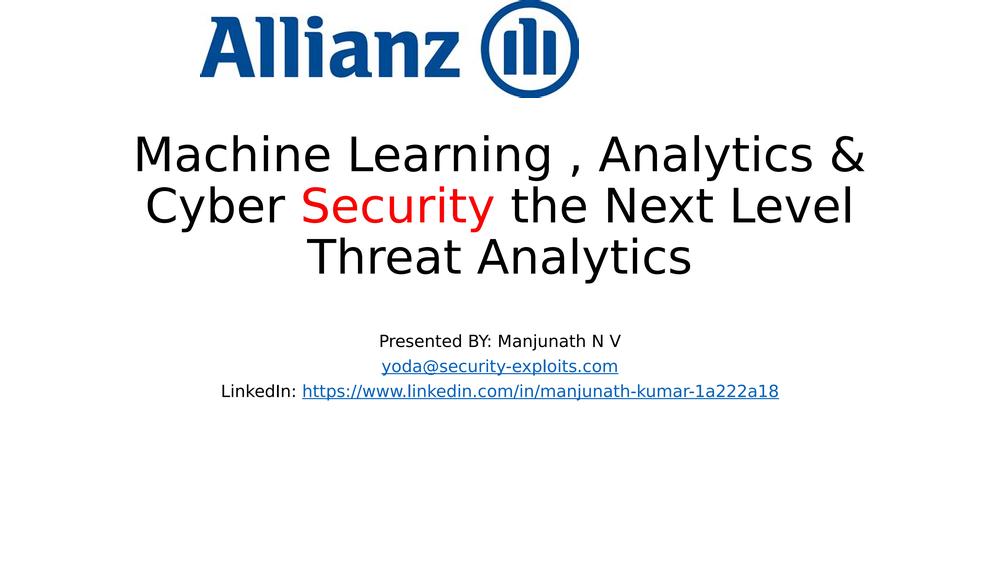 Allianz
Machine Learning , Analytics &
Cyber Security the Next Level
Threat Analytics
Presented BY: Manjunath N V
yoda@security-exploits.com
LinkedIn: https://www.linkedin.com/in/manjunath-kumar-1a222a18